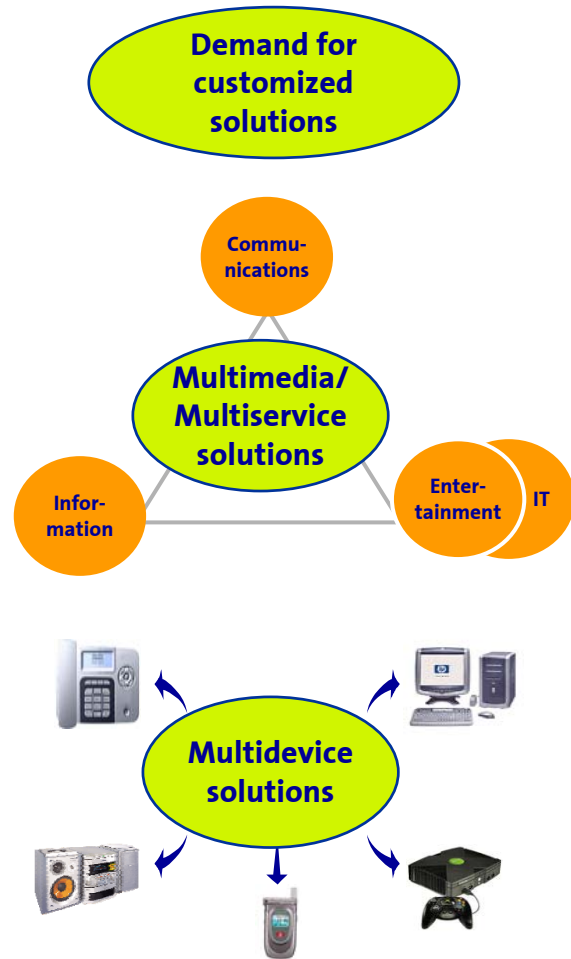 Demand for
customized
solutions
Commu-
nications
Multimedia/
Multiservice
solutions
Infor-
mation
Enter-
tainment
IT
Multidevice
solutions